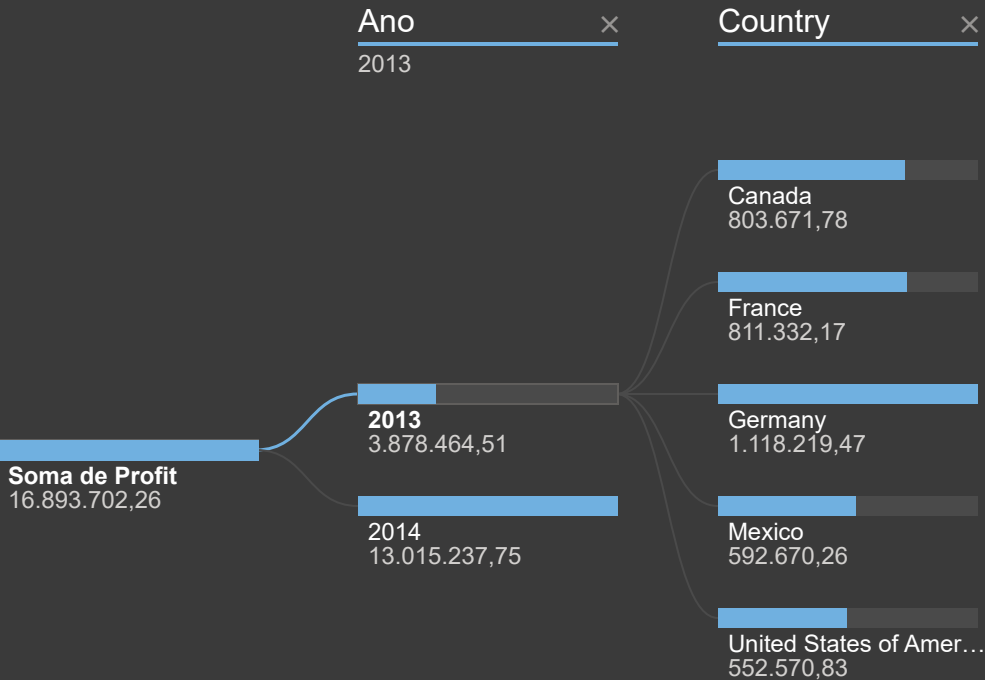 Ano ×
2013
Country ×
Soma de Profit
16.893.702,26
2013
3.878.464,51
2014
13.015.237,75
Canada
803.671,78
France
811.332,17
Germany
1.118.219,47
Mexico
592.670,26
United States of Amer...
552.570,83